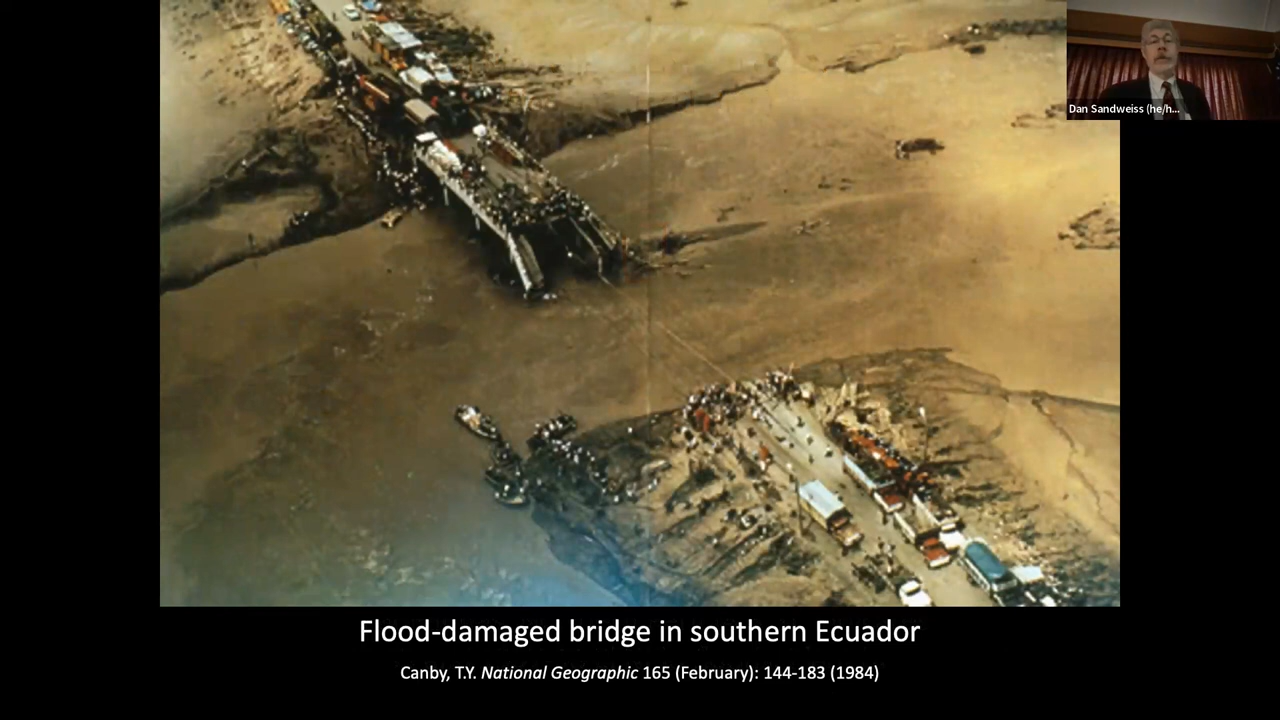 Dan Sandweiss (he/h...
Flood-damaged bridge in southern Ecuador
Canby, T.Y. National Geographic 165 (February): 144-183 (1984)